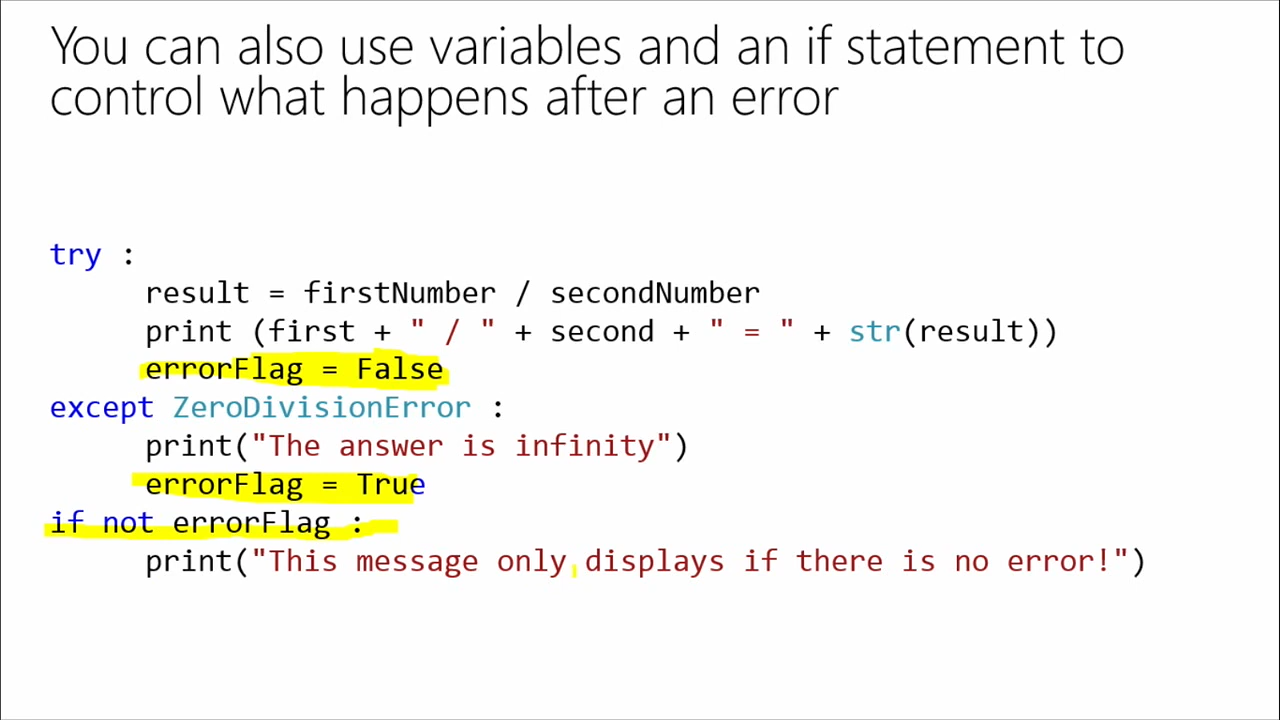 You can also use variables and an if statement to
control what happens after an error
try :
result = firstNumber / secondNumber
print (first + " / " + second + " = " + str(result))
errorFlag = False
except ZeroDivisionError :
print("The answer is infinity")
errorFlag = True
if not errorFlag :
print("This message only displays if there is no error!")